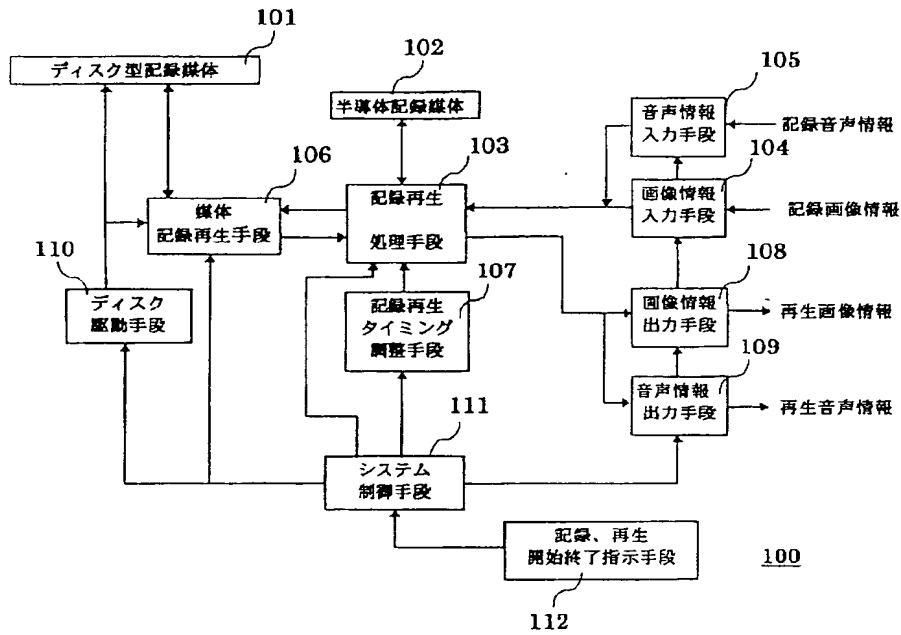 101
ディスク型記録媒体
102
半導体記録媒体
105
音声情報
入力手段
記録音声情報
103
記録再生
処理手段
104
画像情報
入力手段
記録画像情報
106
媒体
記録再生手段
110
ディスク
駆動手段
107
記録再生
タイミング
調整手段
108
画像情報
出力手段
再生画像情報
109
音声情報
出力手段
再生音声情報
111
システム
制御手段
記録、再生
開始終了指示手段
112
100